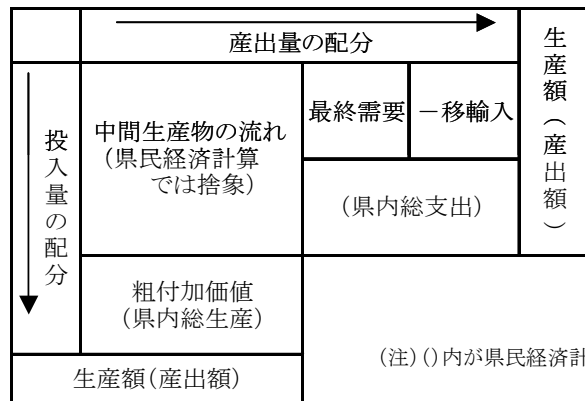 産出量の配分
生産額(産出額)
投入量の配分
中間生産物の流れ
(県民経済計算
では捨象)
最終需要
－移輸入
(県内総支出)
粗付加価値
(県内総生産)
生産額(産出額)
(注)()内が県民経済計